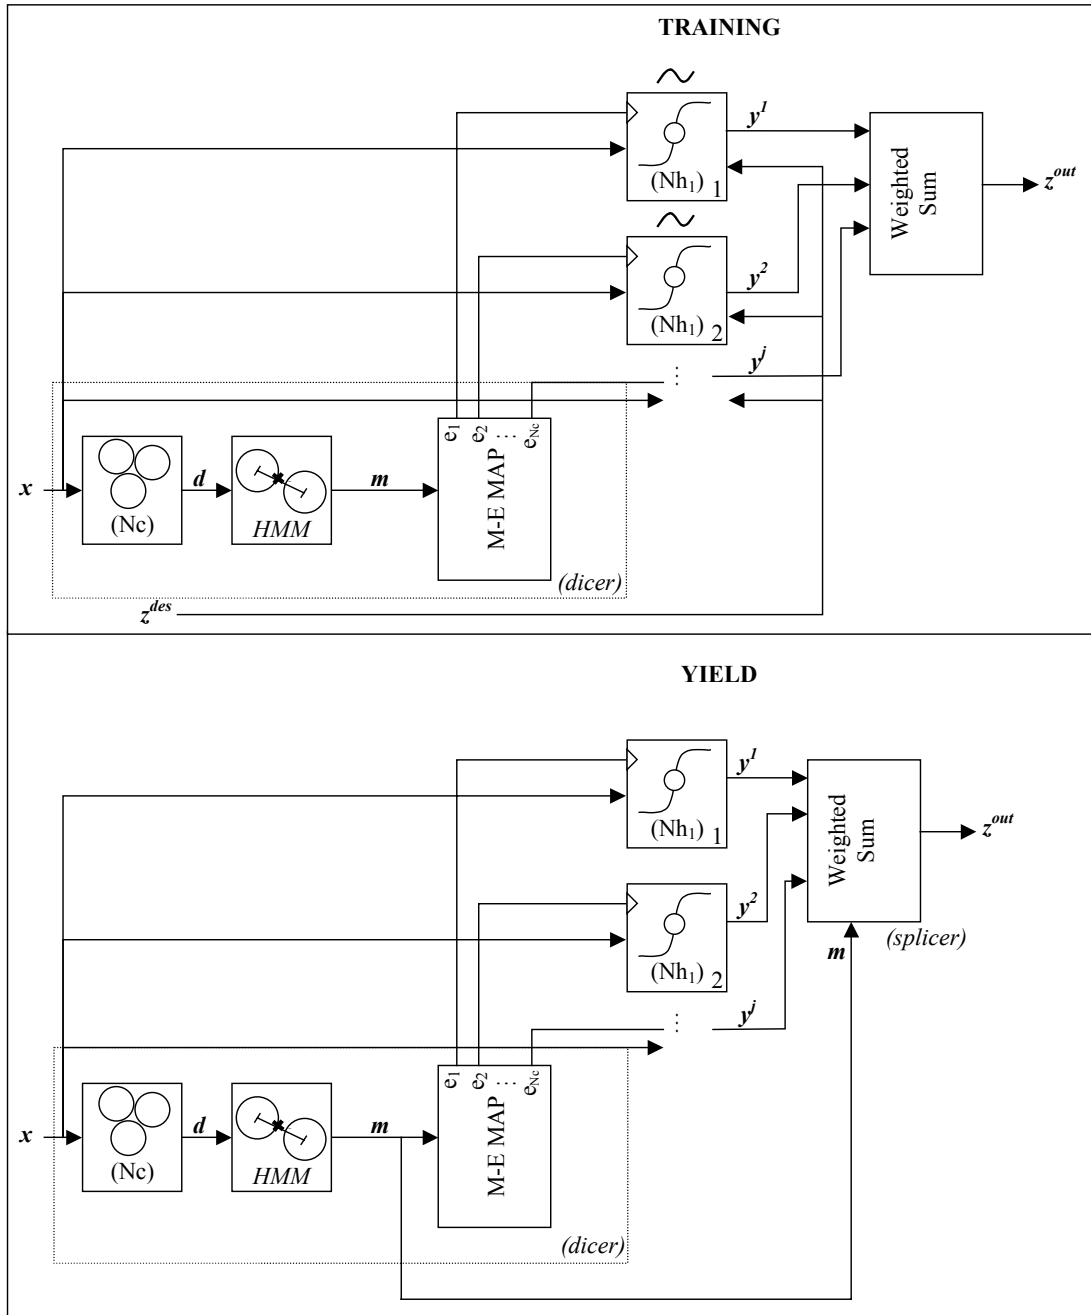 TRAINING
y¹
(Nh₁) 1
Weighted Sum
z^out
y²
(Nh₁) 2
⋮
y^j
e₁ e₂ ⋯ e_Nc
M-E MAP
x
(Nc)
d
HMM
m
(dicer)
z^des
YIELD
y¹
(Nh₁) 1
Weighted Sum
z^out
y²
(Nh₁) 2
(splicer)
m
⋮
y^j
e₁ e₂ ⋯ e_Nc
M-E MAP
x
(Nc)
d
HMM
m
(dicer)